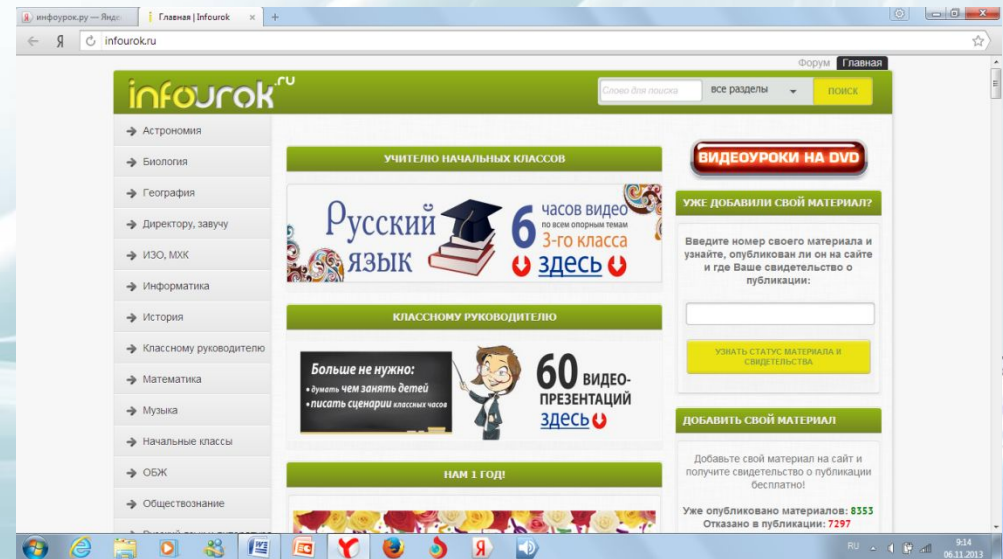 инфоурок.ру — Янде
Главная | Infourok
infourok.ru
Форум Главная
infourok.ru
Слово для поиска
все разделы
ПОИСК
Астрономия
Биология
География
Директору, завучу
ИЗО, МХК
Информатика
История
Классному руководителю
Математика
Музыка
Начальные классы
ОБЖ
Обществознание
УЧИТЕЛЮ НАЧАЛЬНЫХ КЛАССОВ
Русский
язык
6 часов видео
по всем опорным темам
3-го класса
здесь
КЛАССНОМУ РУКОВОДИТЕЛЮ
Больше не нужно:
• думать чем занять детей
• писать сценарии классных часов
60 ВИДЕО-
ПРЕЗЕНТАЦИЙ
здесь
НАМ 1 ГОД!
ВИДЕОУРОКИ НА DVD
УЖЕ ДОБАВИЛИ СВОЙ МАТЕРИАЛ?
Введите номер своего материала и
узнайте, опубликован ли он на сайте
и где Ваше свидетельство о
публикации:
УЗНАТЬ СТАТУС МАТЕРИАЛА И
СВИДЕТЕЛЬСТВА
ДОБАВИТЬ СВОЙ МАТЕРИАЛ
Добавьте свой материал на сайт и
получите свидетельство о публикации
бесплатно!
Уже опубликовано материалов: 8353
Отказано в публикации: 7297
RU
9:14
06.11.2013